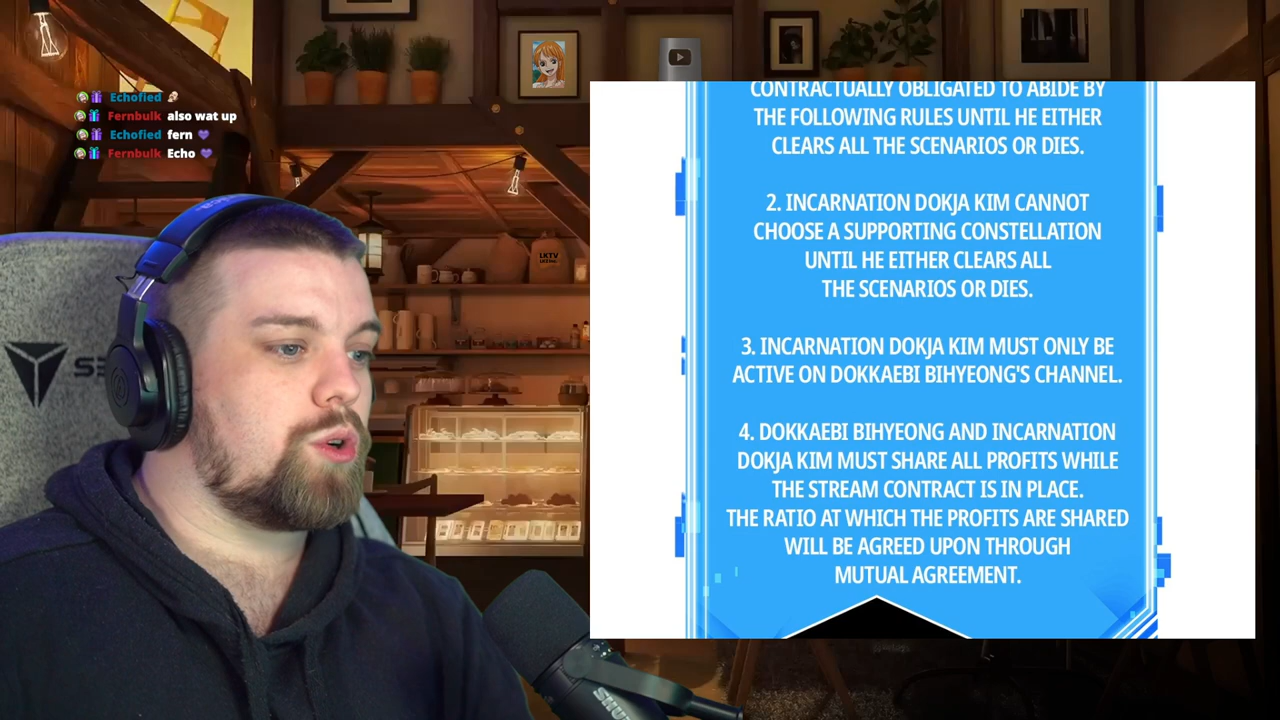 Echofied
Fernbulk also wat up
Echofied fern
Fernbulk Echo
LKTV
CONTRACTUALLY OBLIGATED TO ABIDE BY
THE FOLLOWING RULES UNTIL HE EITHER
CLEARS ALL THE SCENARIOS OR DIES.
2. INCARNATION DOKJA KIM CANNOT
CHOOSE A SUPPORTING CONSTELLATION
UNTIL HE EITHER CLEARS ALL
THE SCENARIOS OR DIES.
3. INCARNATION DOKJA KIM MUST ONLY BE
ACTIVE ON DOKKAEBI BIHYEONG'S CHANNEL.
4. DOKKAEBI BIHYEONG AND INCARNATION
DOKJA KIM MUST SHARE ALL PROFITS WHILE
THE STREAM CONTRACT IS IN PLACE.
THE RATIO AT WHICH THE PROFITS ARE SHARED
WILL BE AGREED UPON THROUGH
MUTUAL AGREEMENT.